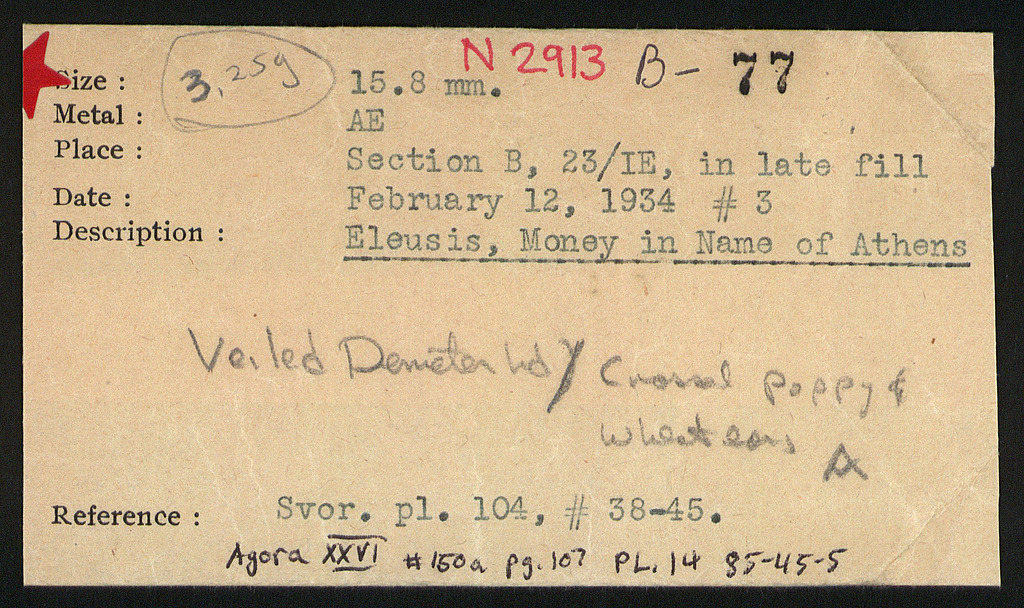 N 2913 B- 77
Size : 3,25g 15.8 mm.
Metal : AE
Place : Section B, 23/IE, in late fill
Date : February 12, 1934 # 3
Description : Eleusis, Money in Name of Athens
Veiled Demeter hd / Crossed poppy &
wheat ears
Reference : Svor. pl. 104, # 38-45.
Agora XXVI #150a pg.107 PL.14 85-45-5